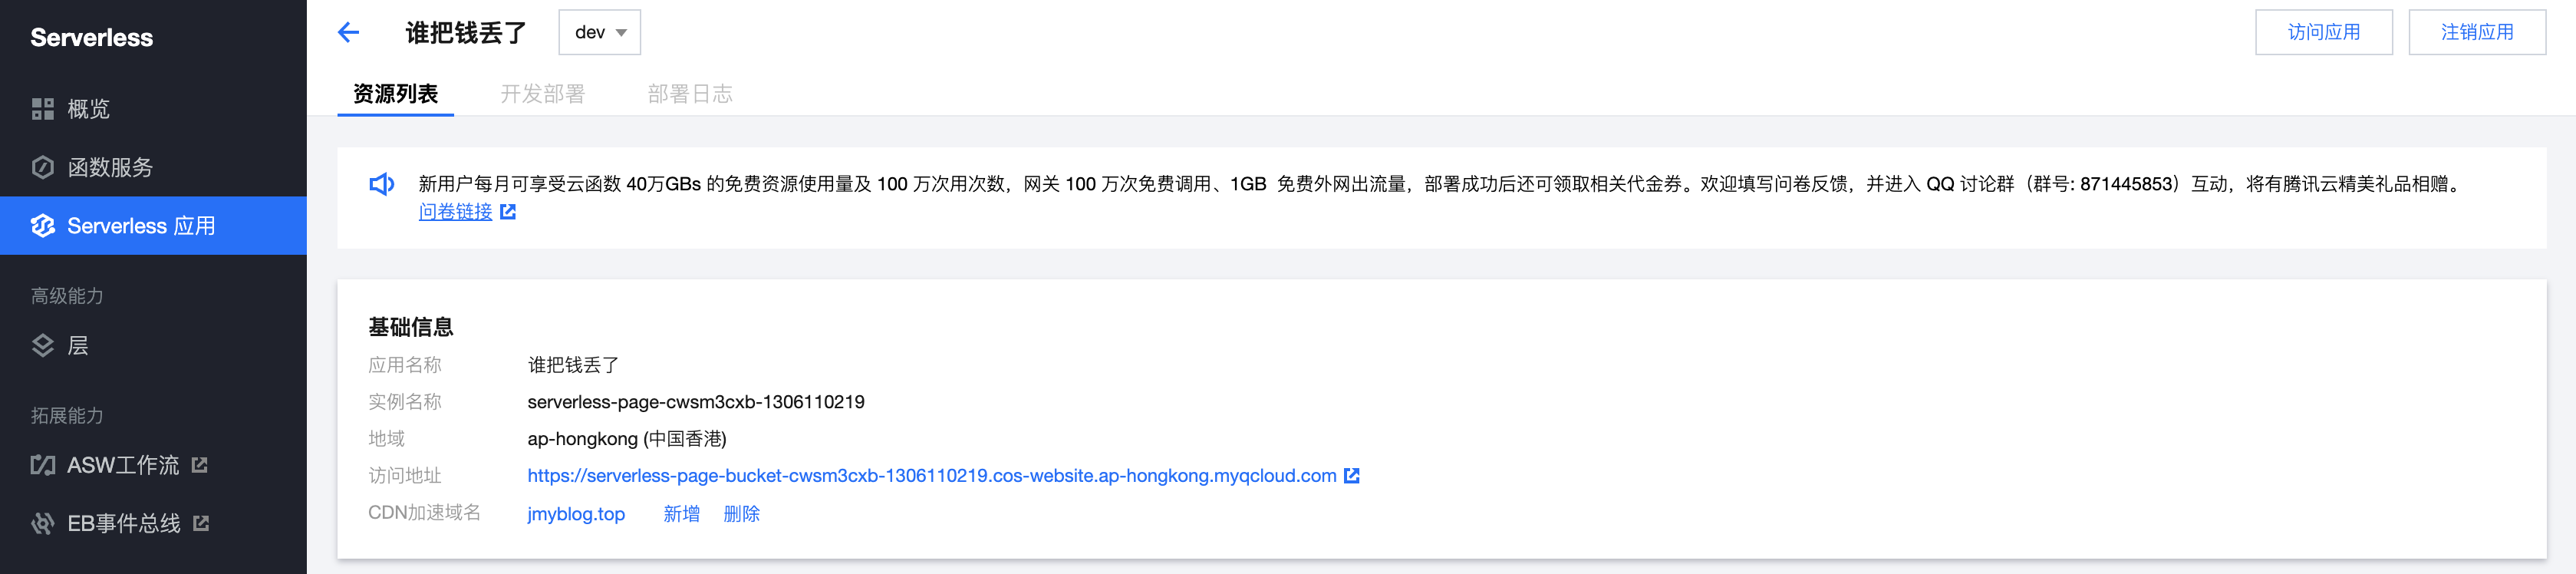 Serverless
概览
函数服务
Serverless 应用
高级能力
层
拓展能力
ASW工作流
EB事件总线
谁把钱丢了
dev
访问应用
注销应用
资源列表
开发部署
部署日志
新用户每月可享受云函数 40万GBs 的免费资源使用量及 100 万次用次数，网关 100 万次免费调用、1GB 免费外网出流量，部署成功后还可领取相关代金券。欢迎填写问卷反馈，并进入 QQ 讨论群（群号: 871445853）互动，将有腾讯云精美礼品相赠。
问卷链接
基础信息
应用名称 谁把钱丢了
实例名称 serverless-page-cwsm3cxb-1306110219
地域 ap-hongkong (中国香港)
访问地址 https://serverless-page-bucket-cwsm3cxb-1306110219.cos-website.ap-hongkong.myqcloud.com
CDN加速域名 jmyblog.top 新增 删除